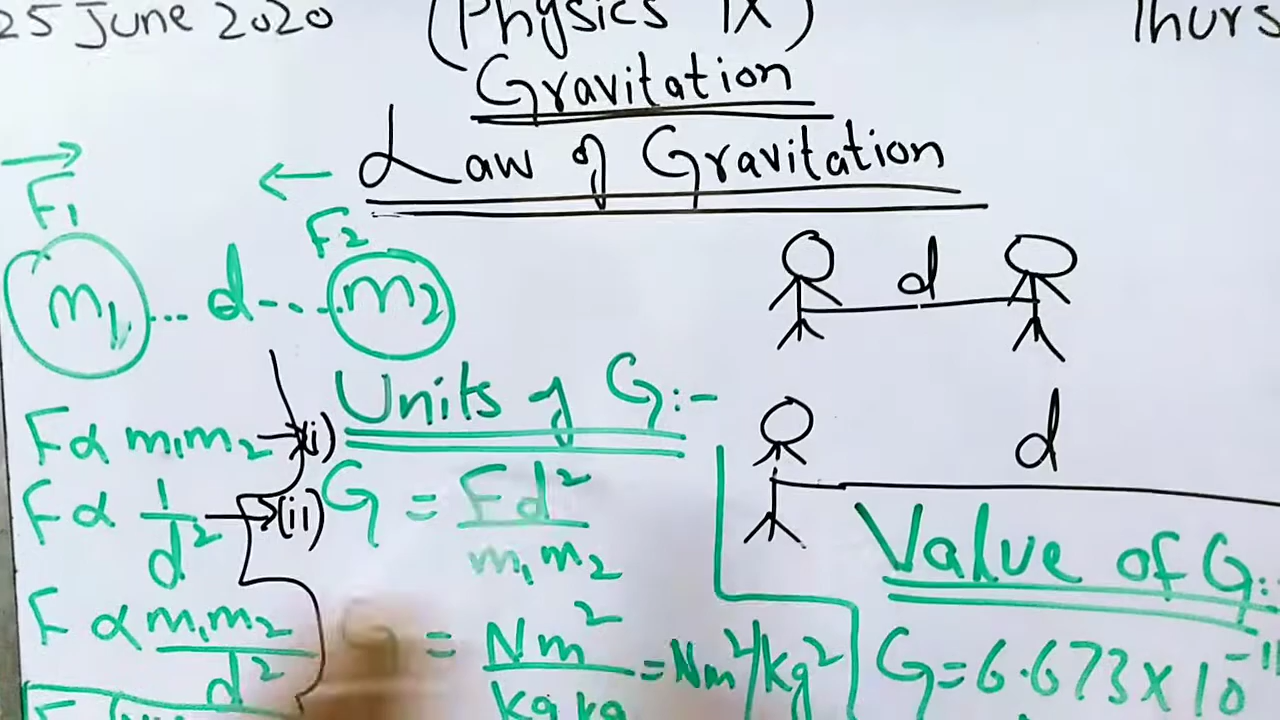 25 June 2020 (Physics IX) Thurs
Gravitation
Law of Gravitation
F₁
F₂
m₁ ... d - - . . . m₂
d
Units of G:-
F ∝ m₁m₂ → (i)
F ∝ 1/d² → (ii)
F ∝ m₁m₂/d²
G = Fd²/m₁m₂
G = Nm²/kg kg = Nm²/kg²
d
Value of G:
G = 6.673 × 10⁻¹¹